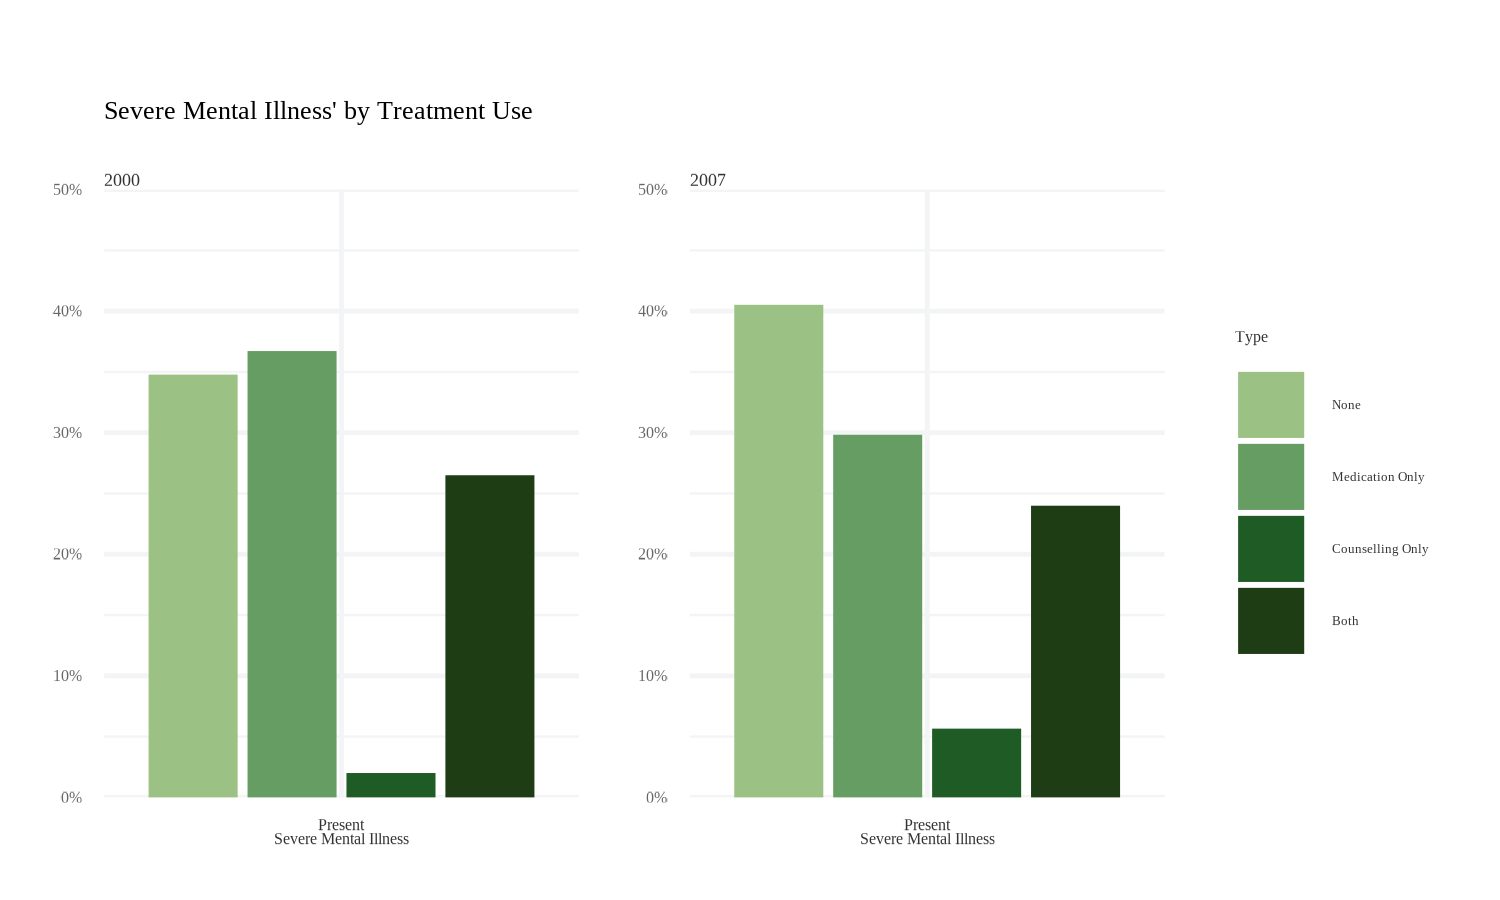 Severe Mental Illness' by Treatment Use
2000
50%
40%
30%
20%
10%
0%
Present
Severe Mental Illness
2007
50%
40%
30%
20%
10%
0%
Present
Severe Mental Illness
Type
None
Medication Only
Counselling Only
Both